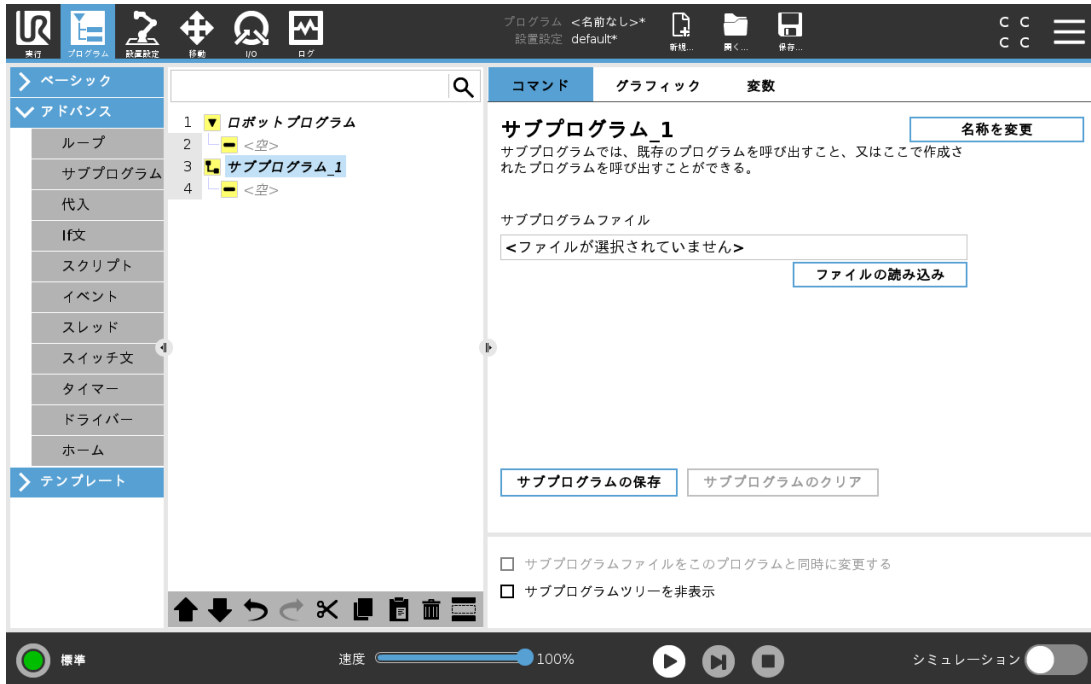 UR
実行
プログラム
設置設定
移動
I/O
ログ
プログラム <名前なし>*
設置設定 default*
新規...
開く...
保存...
C C
C C
ベーシック
アドバンス
ループ
サブプログラム
代入
If文
スクリプト
イベント
スレッド
スイッチ文
タイマー
ドライバー
ホーム
テンプレート
1 ロボットプログラム
2 <空>
3 サブプログラム_1
4 <空>
コマンド グラフィック 変数
サブプログラム_1
名称を変更
サブプログラムでは、既存のプログラムを呼び出すこと、又はここで作成さ
れたプログラムを呼び出すことができる。
サブプログラムファイル
<ファイルが選択されていません>
ファイルの読み込み
サブプログラムの保存 サブプログラムのクリア
サブプログラムファイルをこのプログラムと同時に変更する
サブプログラムツリーを非表示
標準
速度 100%
シミュレーション